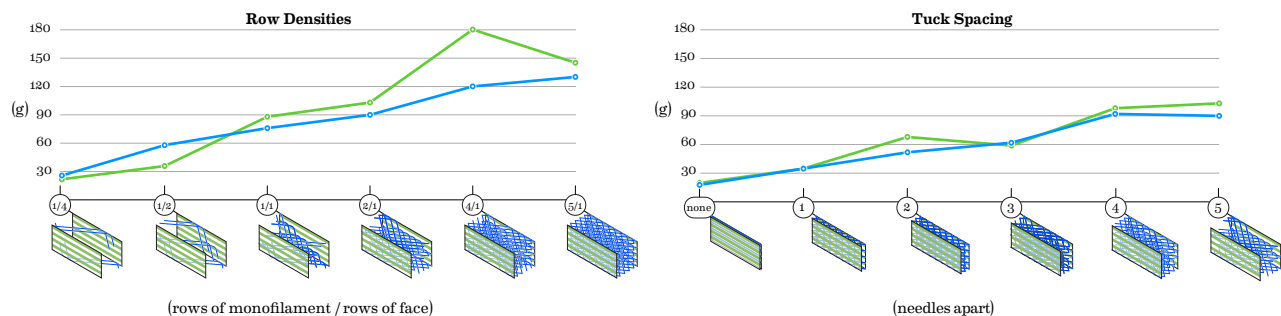 Row Densities
180
150
120
(g) 90
60
30
1/4 1/2 1/1 2/1 4/1 5/1
(rows of monofilament / rows of face)
Tuck Spacing
180
150
120
(g) 90
60
30
none 1 2 3 4 5
(needles apart)